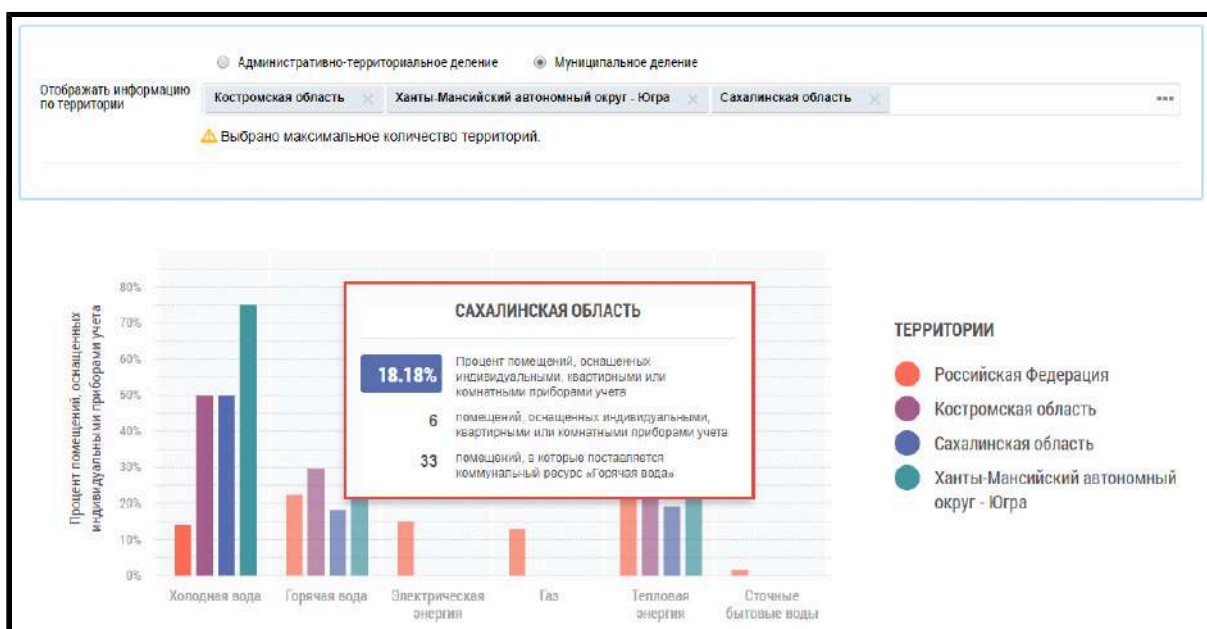 Административно-территориальное деление
Муниципальное деление
Отображать информацию
по территории
Костромская область
Ханты-Мансийский автономный округ - Югра
Сахалинская область
Выбрано максимальное количество территорий.
Процент помещений, оснащенных
индивидуальными приборами учета
80%
70%
60%
50%
40%
30%
20%
10%
0%
САХАЛИНСКАЯ ОБЛАСТЬ
18.18%
Процент помещений, оснащенных
индивидуальными, квартирными или
комнатными приборами учета
6
помещений, оснащенных индивидуальными,
квартирными или комнатными приборами учета
33
помещений, в которые поставляется
коммунальный ресурс «Горячая вода»
Холодная вода
Горячая вода
Электрическая
энергия
Газ
Тепловая
энергия
Сточные
бытовые воды
ТЕРРИТОРИИ
Российская Федерация
Костромская область
Сахалинская область
Ханты-Мансийский автономный
округ - Югра